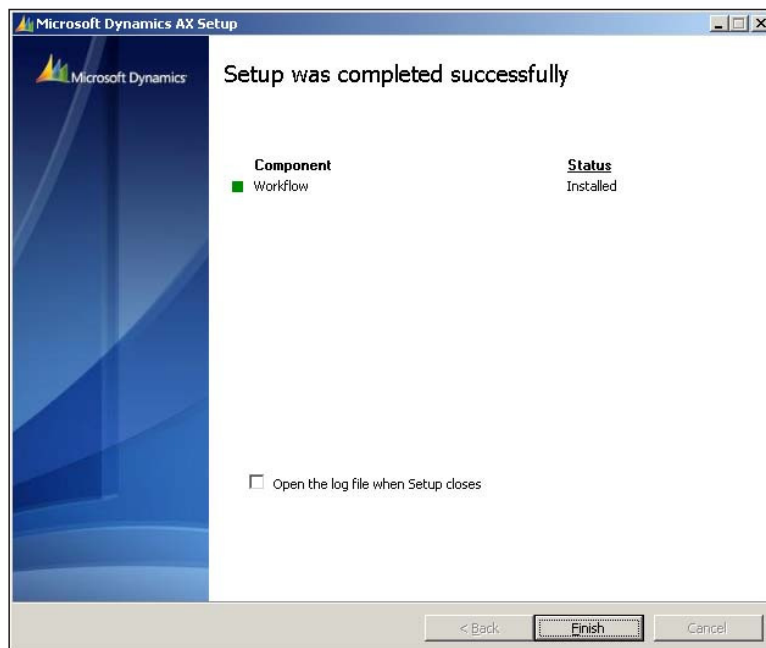 Microsoft Dynamics AX Setup
Microsoft Dynamics
Setup was completed successfully
Component Status
Workflow Installed
Open the log file when Setup closes
< Back Finish Cancel